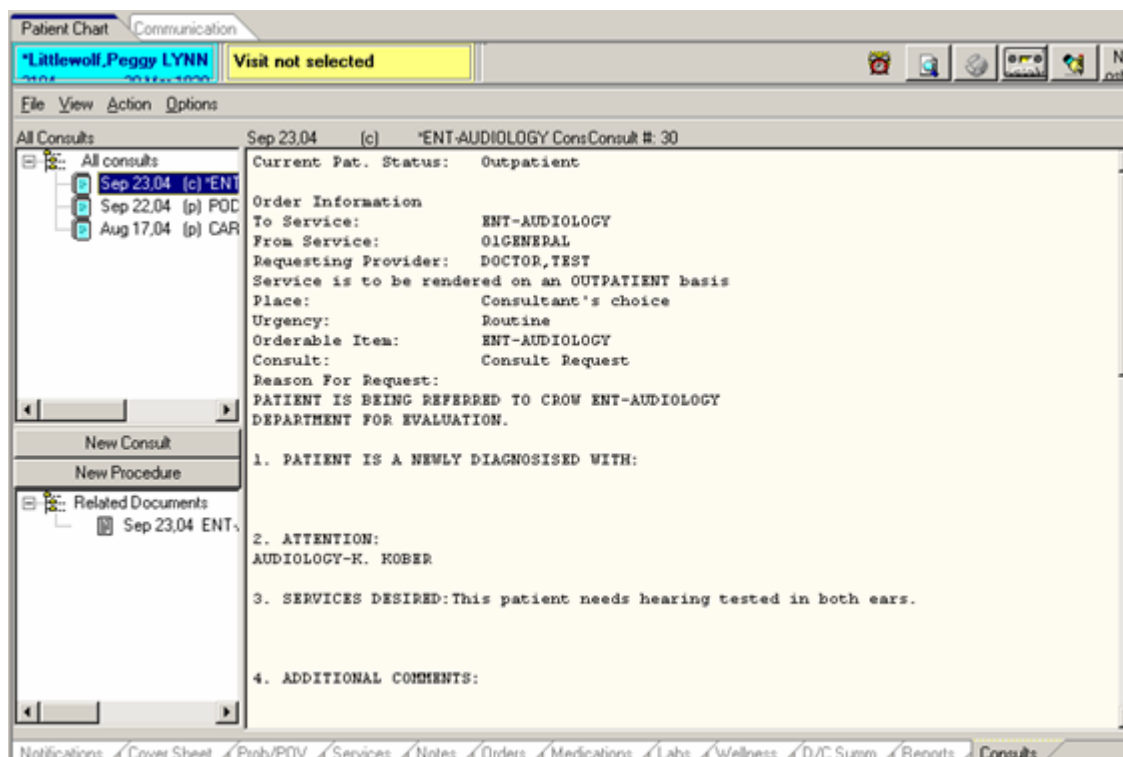 Patient Chart Communication
*Littlewolf,Peggy LYNN Visit not selected
File View Action Options
All Consults Sep 23,04 (c) *ENT-AUDIOLOGY ConsConsult #: 30
All consults
Sep 23,04 (c) *ENT
Sep 22,04 (p) POD
Aug 17,04 (p) CAR
New Consult
New Procedure
Related Documents
Sep 23,04 ENT-
Current Pat. Status: Outpatient
Order Information
To Service: ENT-AUDIOLOGY
From Service: 01GENERAL
Requesting Provider: DOCTOR,TEST
Service is to be rendered on an OUTPATIENT basis
Place: Consultant's choice
Urgency: Routine
Orderable Item: ENT-AUDIOLOGY
Consult: Consult Request
Reason For Request:
PATIENT IS BEING REFERRED TO CROW ENT-AUDIOLOGY
DEPARTMENT FOR EVALUATION.
1. PATIENT IS A NEWLY DIAGNOSISED WITH:
2. ATTENTION:
AUDIOLOGY-K. KOBER
3. SERVICES DESIRED:This patient needs hearing tested in both ears.
4. ADDITIONAL COMMENTS:
Notifications Cover Sheet Prob/POV Services Notes Orders Medications Labs Wellness D/C Summ Reports Consults